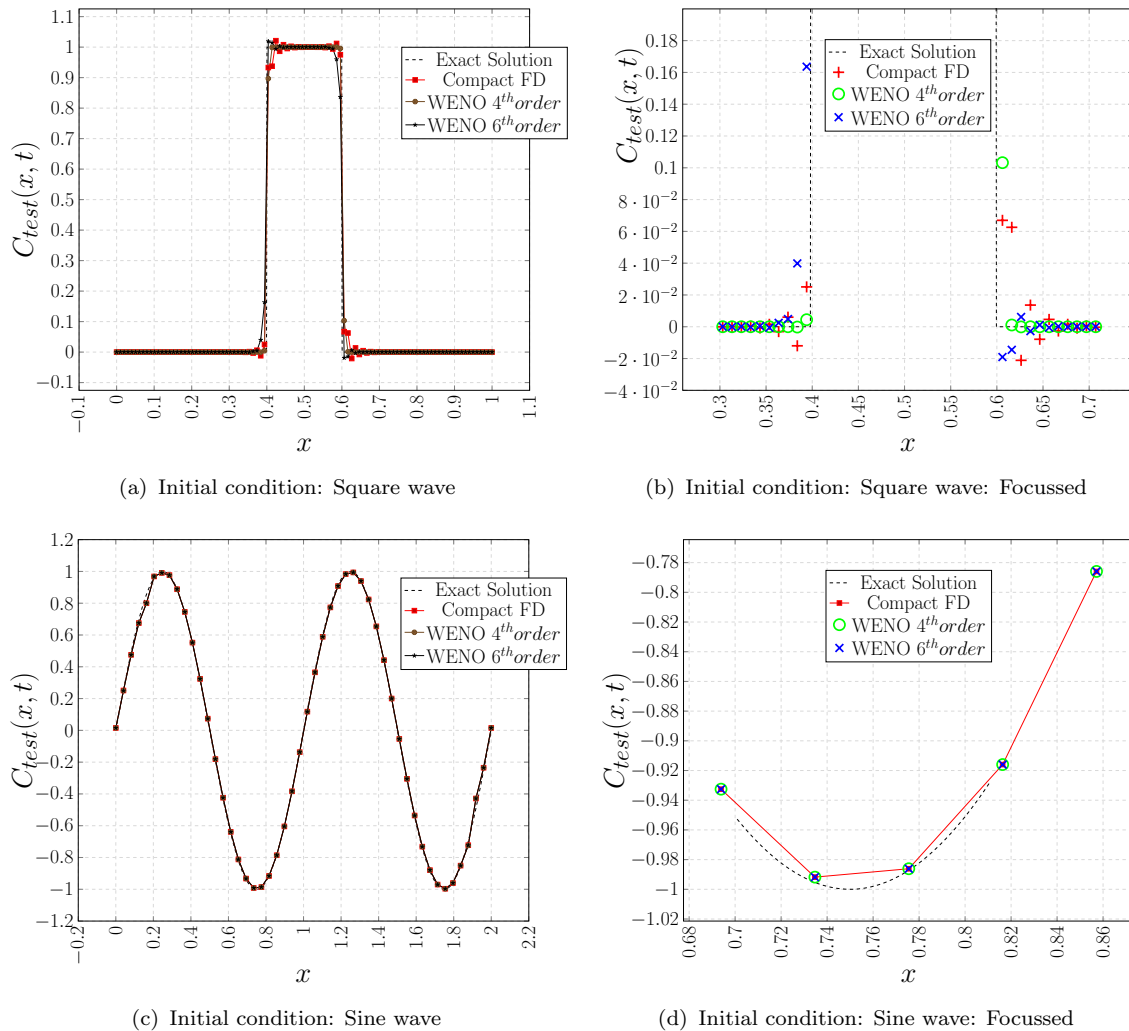 1.1
1
0.9
0.8
0.7
0.6
0.5
0.4
0.3
0.2
0.1
0
−0.1
C_test(x, t)
−0.1
0
0.1
0.2
0.3
0.4
0.5
0.6
0.7
0.8
0.9
1
1.1
x
Exact Solution
Compact FD
WENO 4^th order
WENO 6^th order
(a) Initial condition: Square wave
0.18
0.16
0.14
0.12
0.1
8 · 10^−2
6 · 10^−2
4 · 10^−2
2 · 10^−2
0
−2 · 10^−2
−4 · 10^−2
C_test(x, t)
0.3
0.35
0.4
0.45
0.5
0.55
0.6
0.65
0.7
x
Exact Solution
Compact FD
WENO 4^th order
WENO 6^th order
(b) Initial condition: Square wave: Focussed
1.2
1
0.8
0.6
0.4
0.2
0
−0.2
−0.4
−0.6
−0.8
−1
−1.2
C_test(x, t)
−0.2
0
0.2
0.4
0.6
0.8
1
1.2
1.4
1.6
1.8
2
2.2
x
Exact Solution
Compact FD
WENO 4^th order
WENO 6^th order
(c) Initial condition: Sine wave
−0.78
−0.8
−0.82
−0.84
−0.86
−0.88
−0.9
−0.92
−0.94
−0.96
−0.98
−1
−1.02
C_test(x, t)
0.68
0.7
0.72
0.74
0.76
0.78
0.8
0.82
0.84
0.86
x
Exact Solution
Compact FD
WENO 4^th order
WENO 6^th order
(d) Initial condition: Sine wave: Focussed